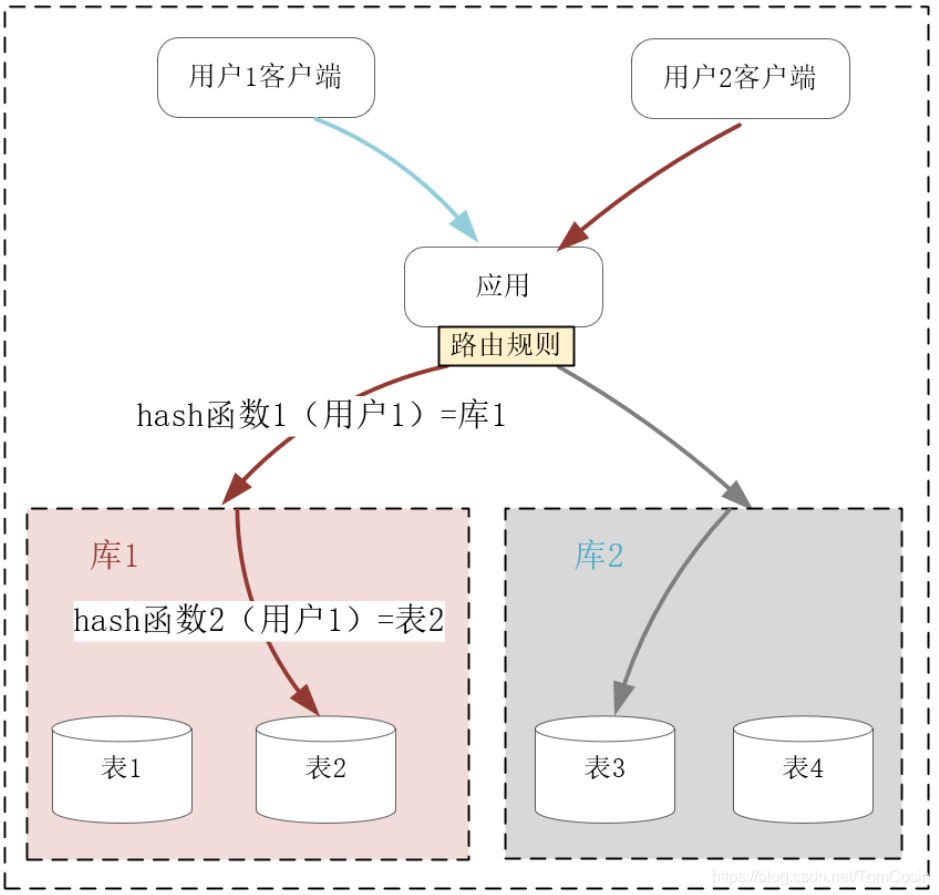 用户1客户端
用户2客户端
应用
路由规则
hash函数1（用户1）=库1
库1
库2
hash函数2（用户1）=表2
表1
表2
表3
表4
https://blog.csdn.net/TomCosin